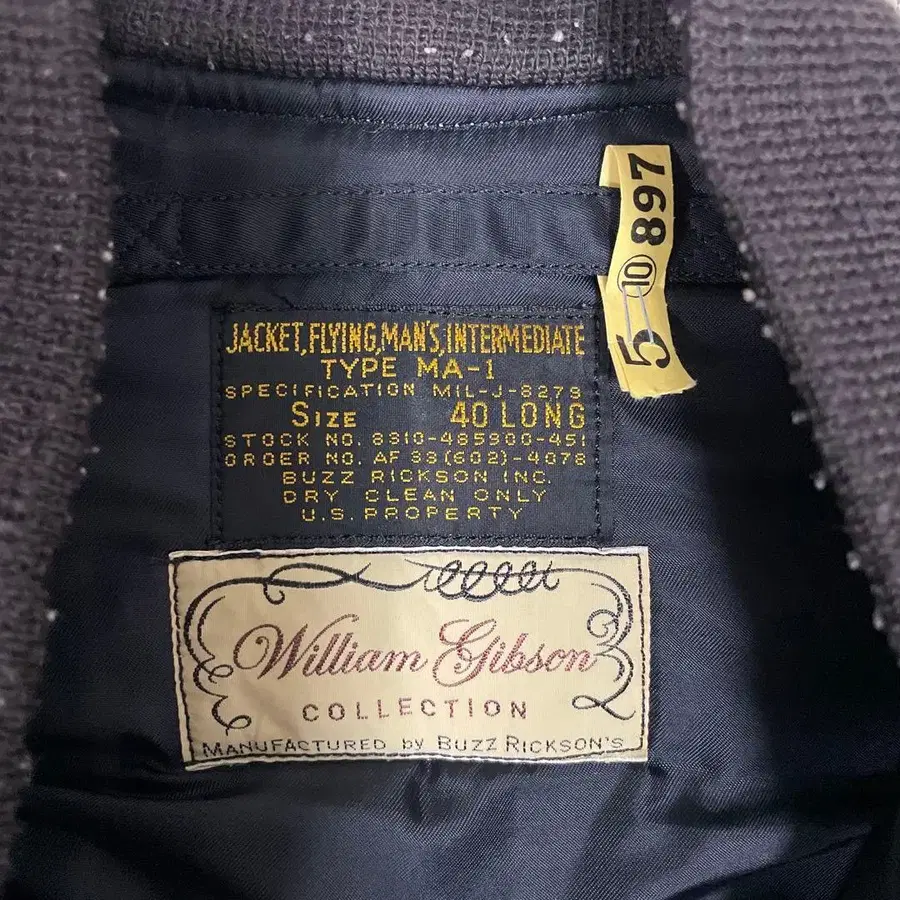 JACKET,FLYING,MAN'S,INTERMEDIATE
TYPE MA-1
SPECIFICATION MIL-J-8279
SIZE 40 LONG
STOCK NO. 8310-485900-451
ORDER NO. AF 33(602)-4078
BUZZ RICKSON INC.
DRY CLEAN ONLY
U.S. PROPERTY
William Gibson
COLLECTION
MANUFACTURED by BUZZ RICKSON'S
5 10 897